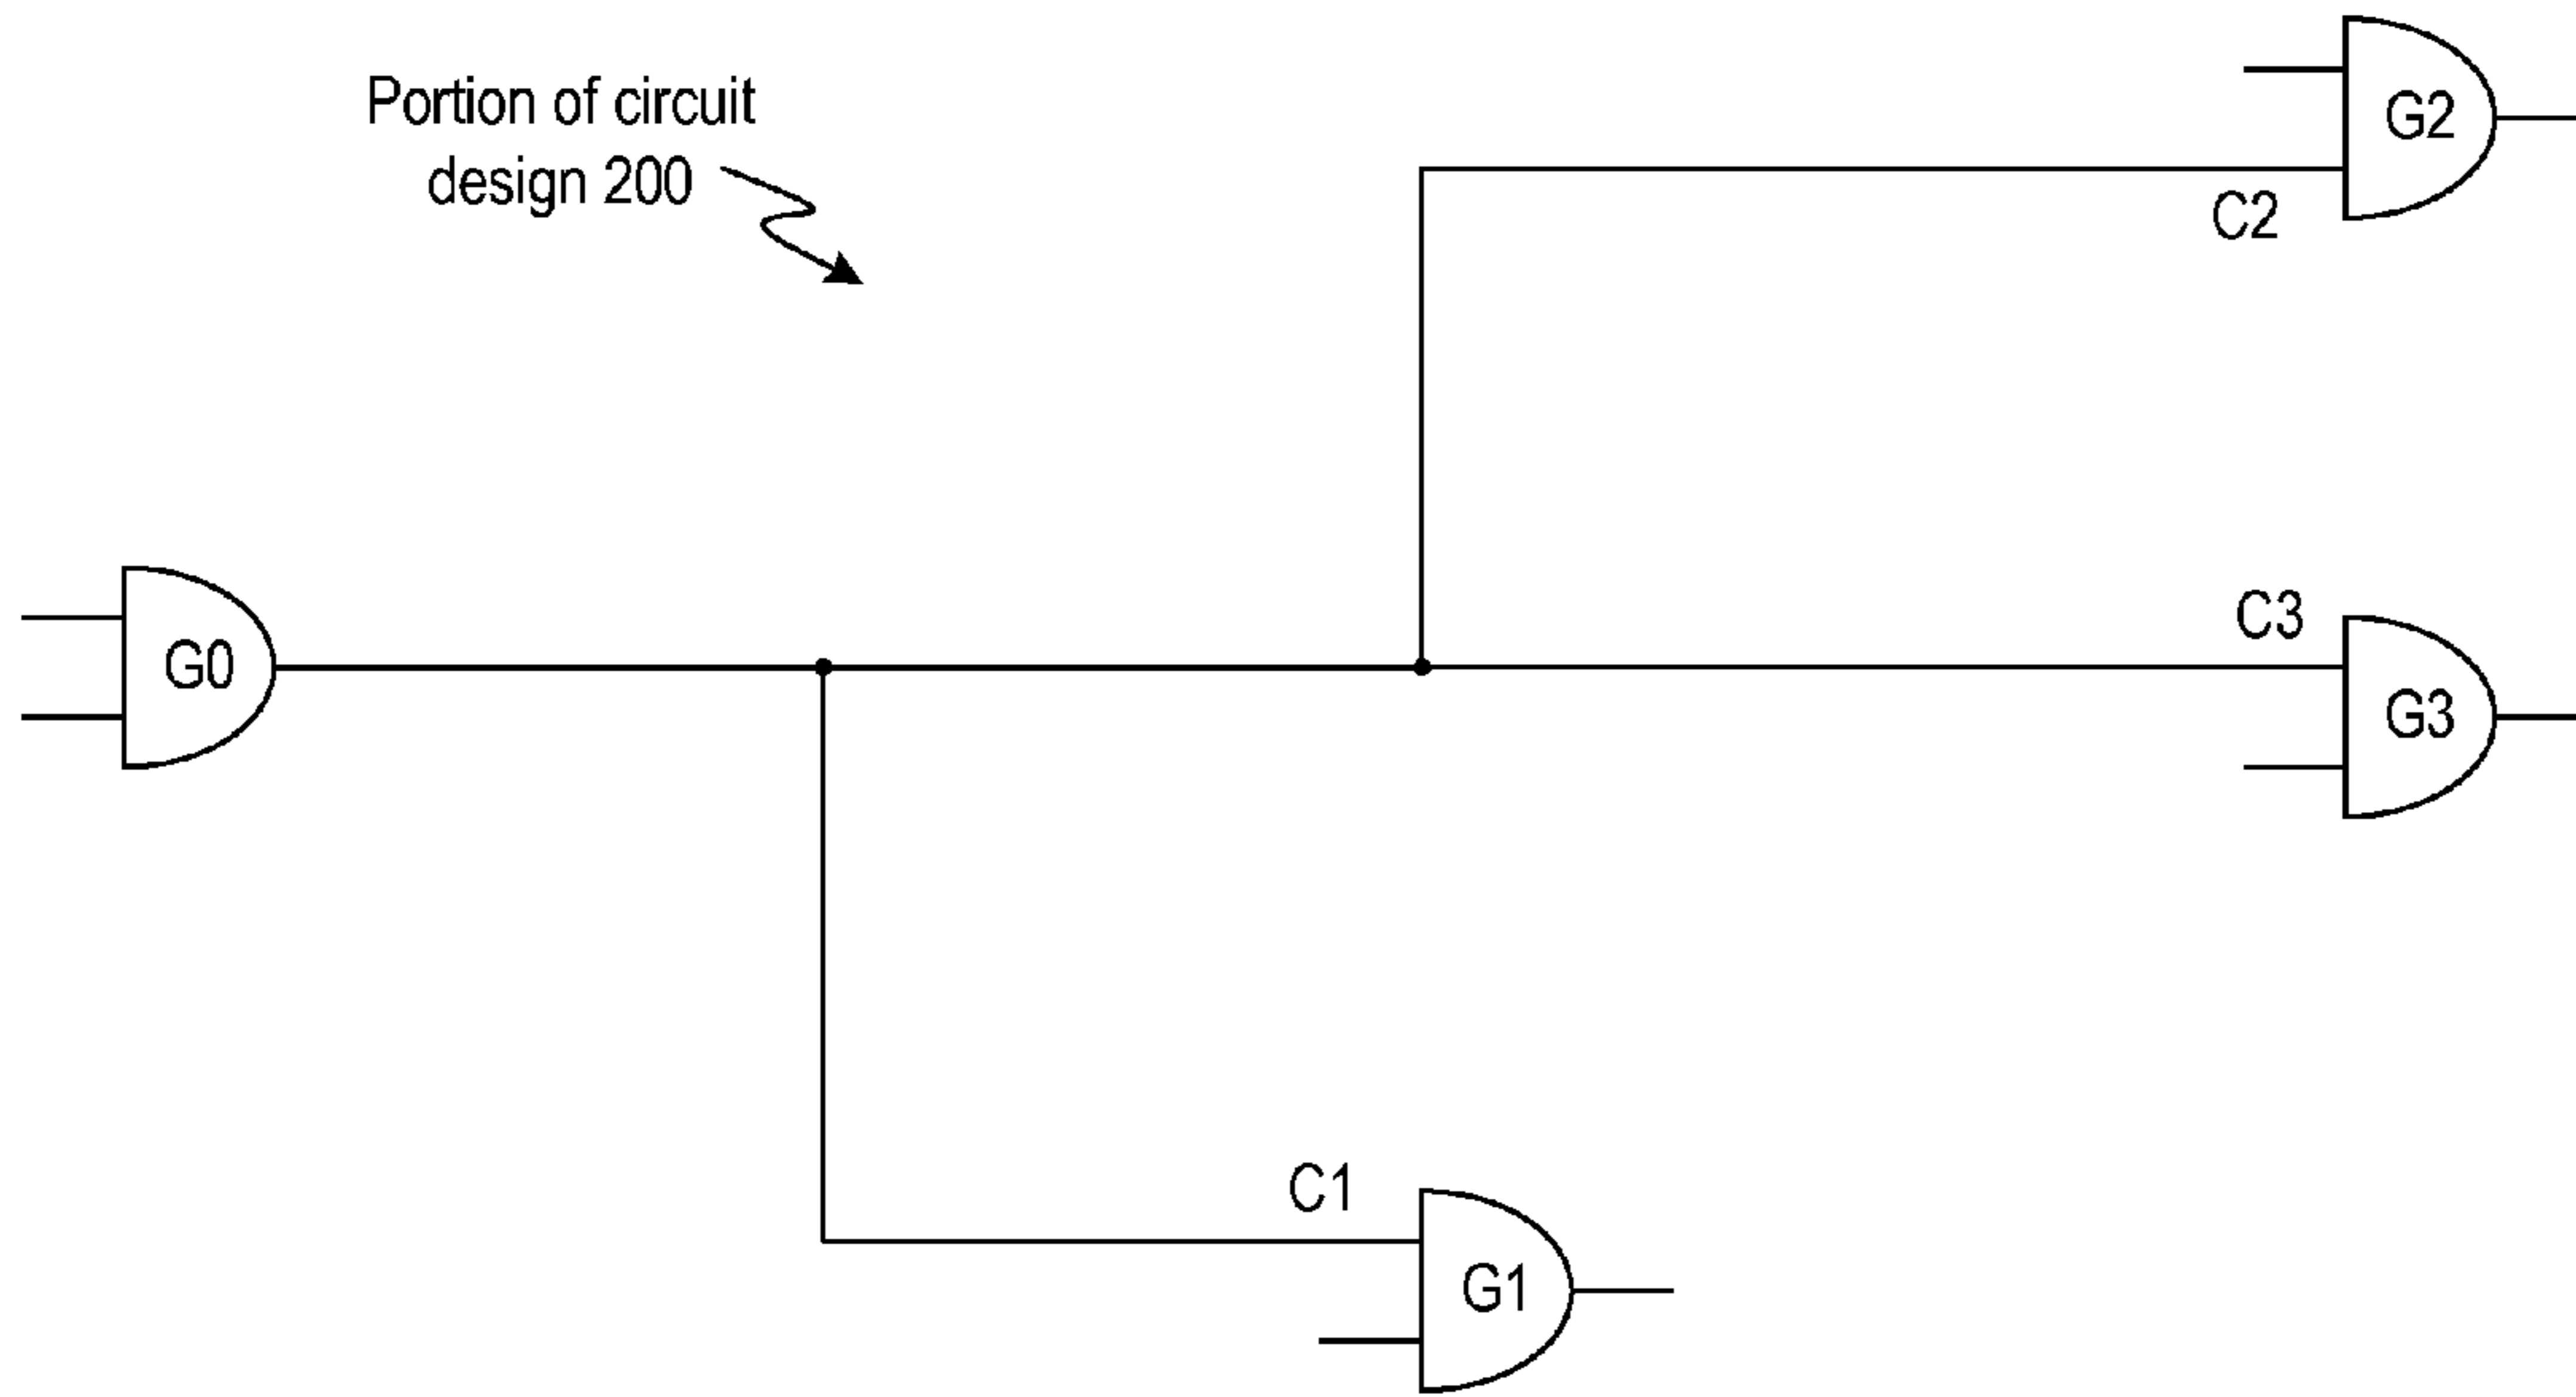 Portion of circuit
design 200
G2
C2
C3
G0
G3
C1
G1